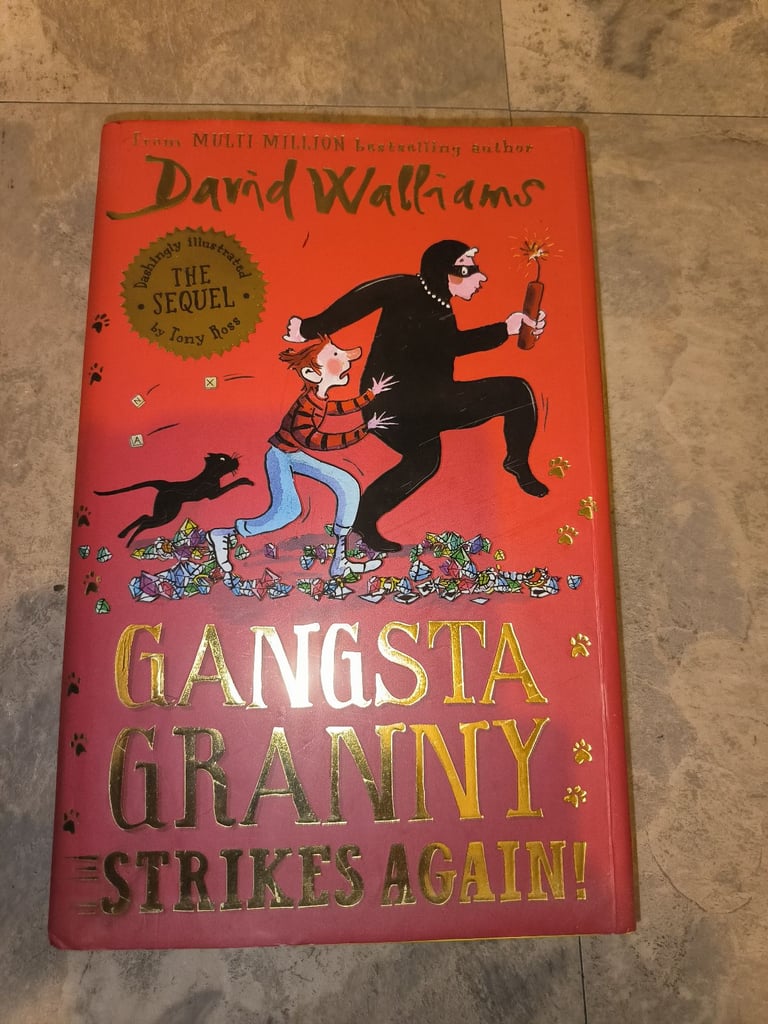 From MULTI MILLION bestselling author
David Walliams
Dashingly illustrated
THE
SEQUEL
by Tony Ross
Z
X
A
GANGSTA
GRANNY
STRIKES AGAIN!